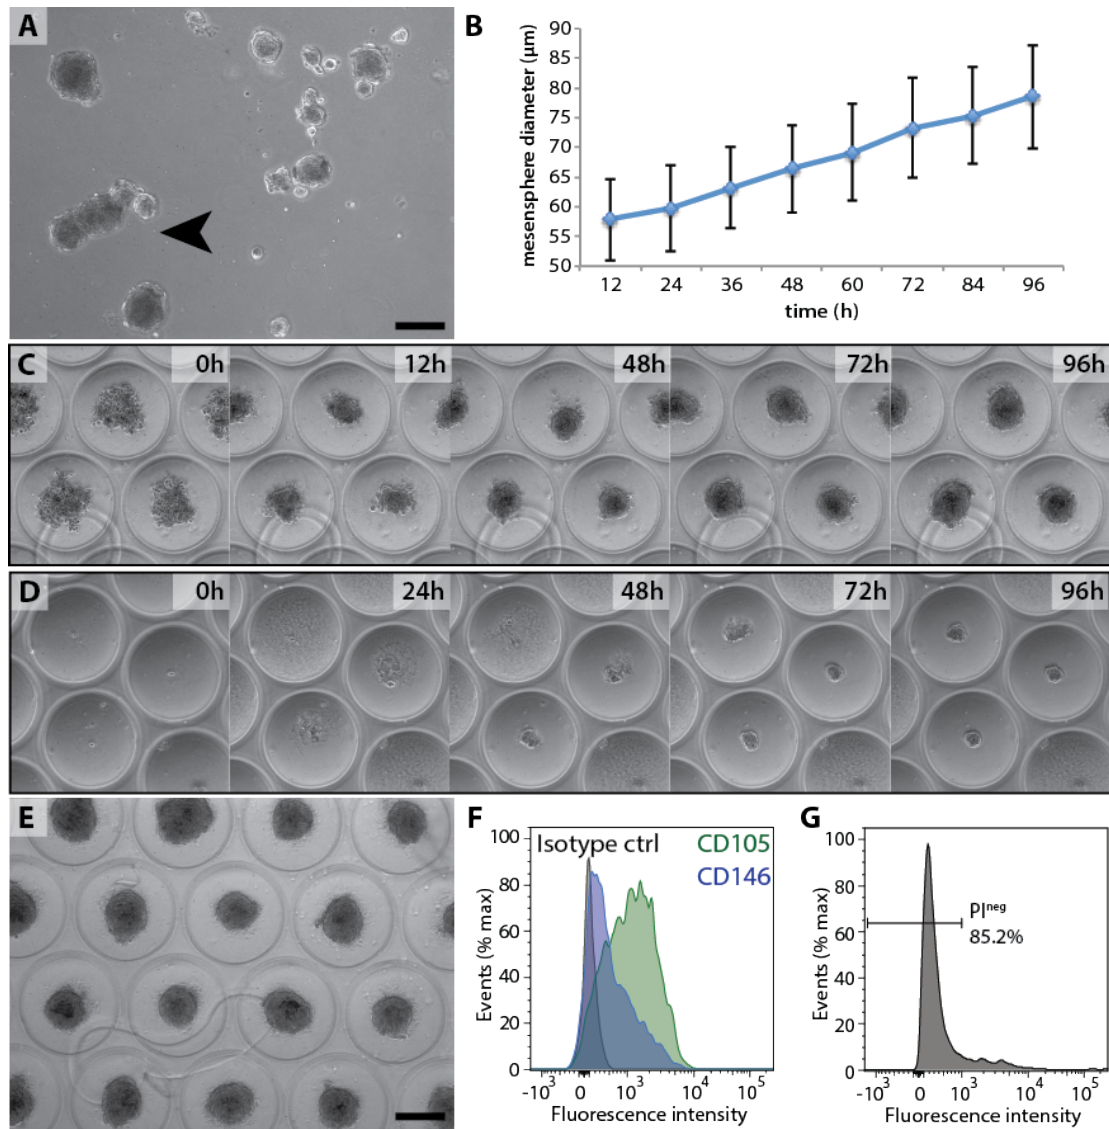 A
B
mesensphere diameter (µm)
90
85
80
75
70
65
60
55
50
12 24 36 48 60 72 84 96
time (h)
C 0h 12h 48h 72h 96h
D 0h 24h 48h 72h 96h
E
F
Isotype ctrl CD105
CD146
Events (% max)
100
80
60
40
20
0
-10³ 0 10³ 10⁴ 10⁵
Fluorescence intensity
G
PIⁿᵉᵍ
85.2%
Events (% max)
100
80
60
40
20
0
-10³ 0 10³ 10⁴ 10⁵
Fluorescence intensity